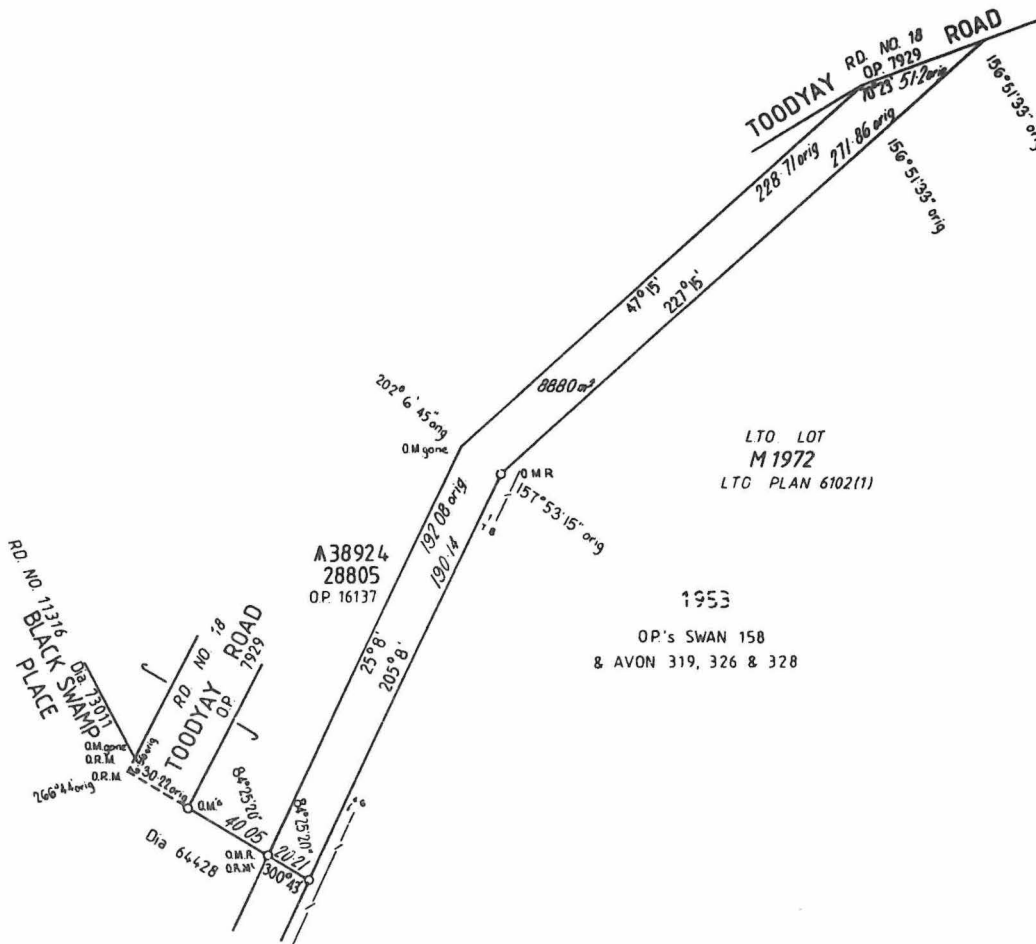 TOODYAY ROAD
RD. NO. 18
O.P. 7929
70°23' 51·2 orig
156°51'33" orig
228·71 orig
271·86 orig
156°51'33" orig
47°15'
227°15'
8880 m²
202° 6' 45" orig
O.M gone
O M R
157°53'15" orig
L.T.O. LOT
M 1972
LTO PLAN 6102(1)
192 08 orig
190·14
A38924
28805
O.P. 16137
1953
O.P.'s SWAN 158
& AVON 319, 326 & 328
25° 8'
205° 8'
RD. NO. 11316
Dia. 73011
BLACK SWAMP
PLACE
RD NO. 18
TOODYAY ROAD
O.P. 7929
O.M.gone
O.R.M.
O.R.M.
266°44' orig
30·22 orig
O.M.'s
84°25'20"
84°25'20"
40 05
20·21
Dia 64428
O.M.R.
O.R.M'
300°43'